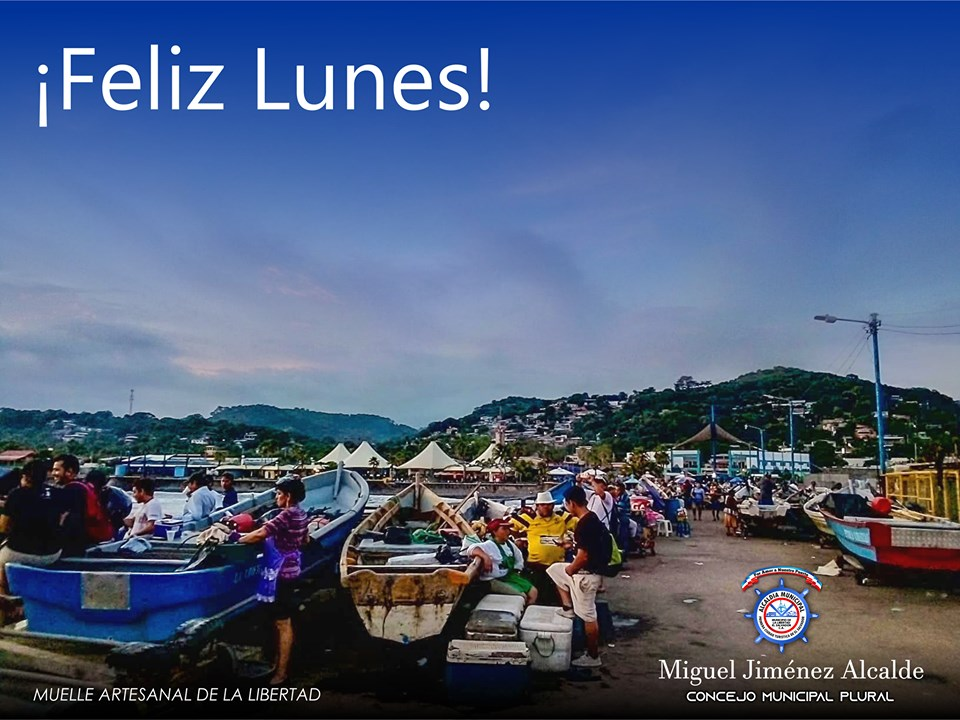 ¡Feliz Lunes!
ALCALDIA MUNICIPAL
Miguel Jiménez Alcalde
CONCEJO MUNICIPAL PLURAL
MUELLE ARTESANAL DE LA LIBERTAD